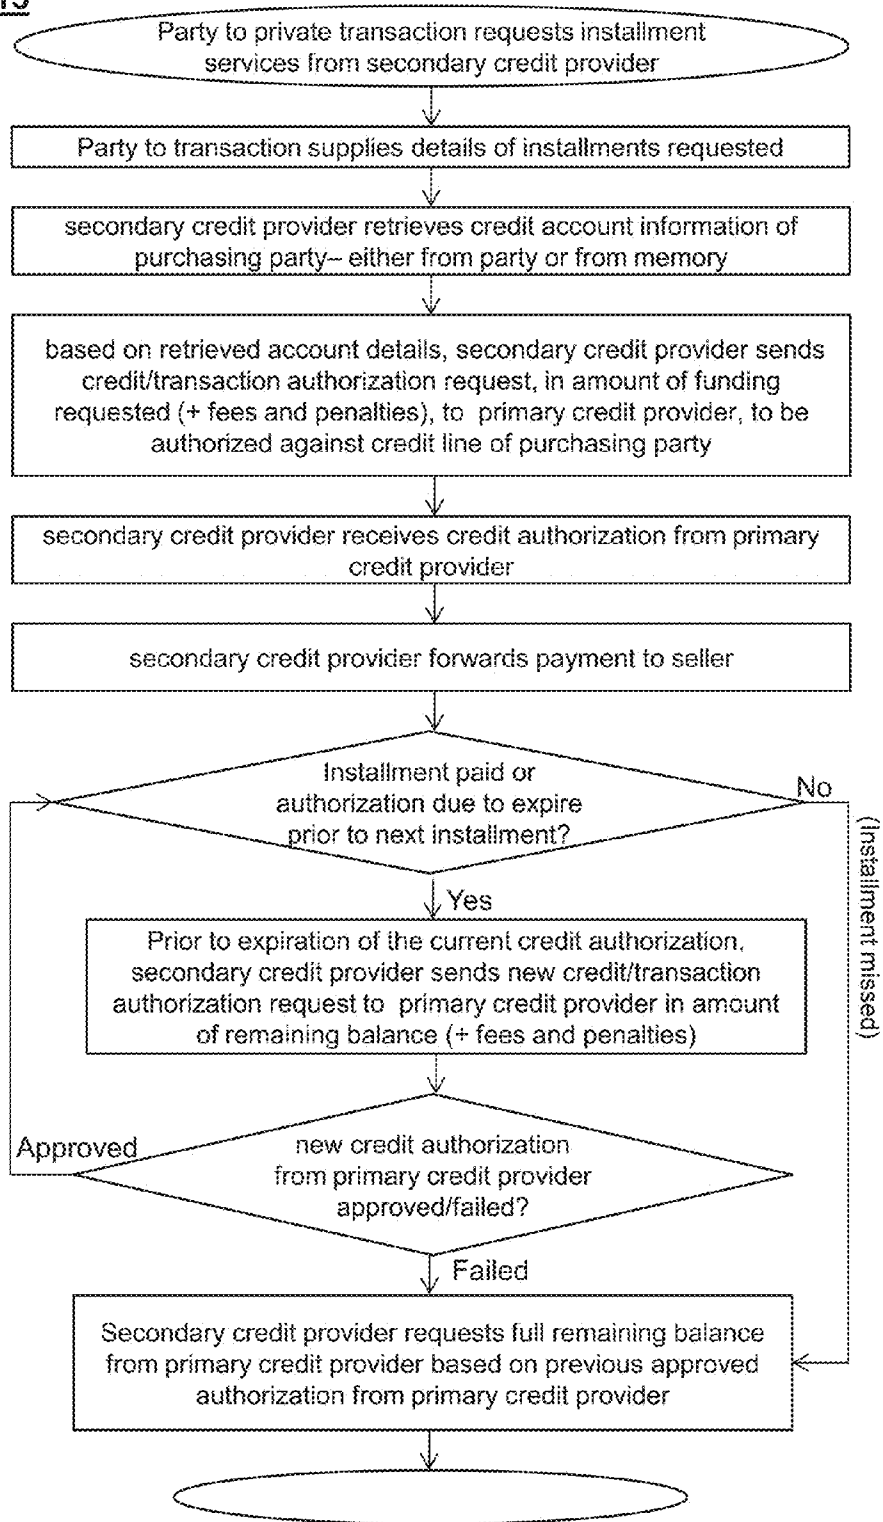 Party to private transaction requests installment
services from secondary credit provider
Party to transaction supplies details of installments requested
secondary credit provider retrieves credit account information of
purchasing party– either from party or from memory
based on retrieved account details, secondary credit provider sends
credit/transaction authorization request, in amount of funding
requested (+ fees and penalties), to primary credit provider, to be
authorized against credit line of purchasing party
secondary credit provider receives credit authorization from primary
credit provider
secondary credit provider forwards payment to seller
Installment paid or
authorization due to expire
prior to next installment?
No
(Installment missed)
Yes
Prior to expiration of the current credit authorization,
secondary credit provider sends new credit/transaction
authorization request to primary credit provider in amount
of remaining balance (+ fees and penalties)
Approved
new credit authorization
from primary credit provider
approved/failed?
Failed
Secondary credit provider requests full remaining balance
from primary credit provider based on previous approved
authorization from primary credit provider